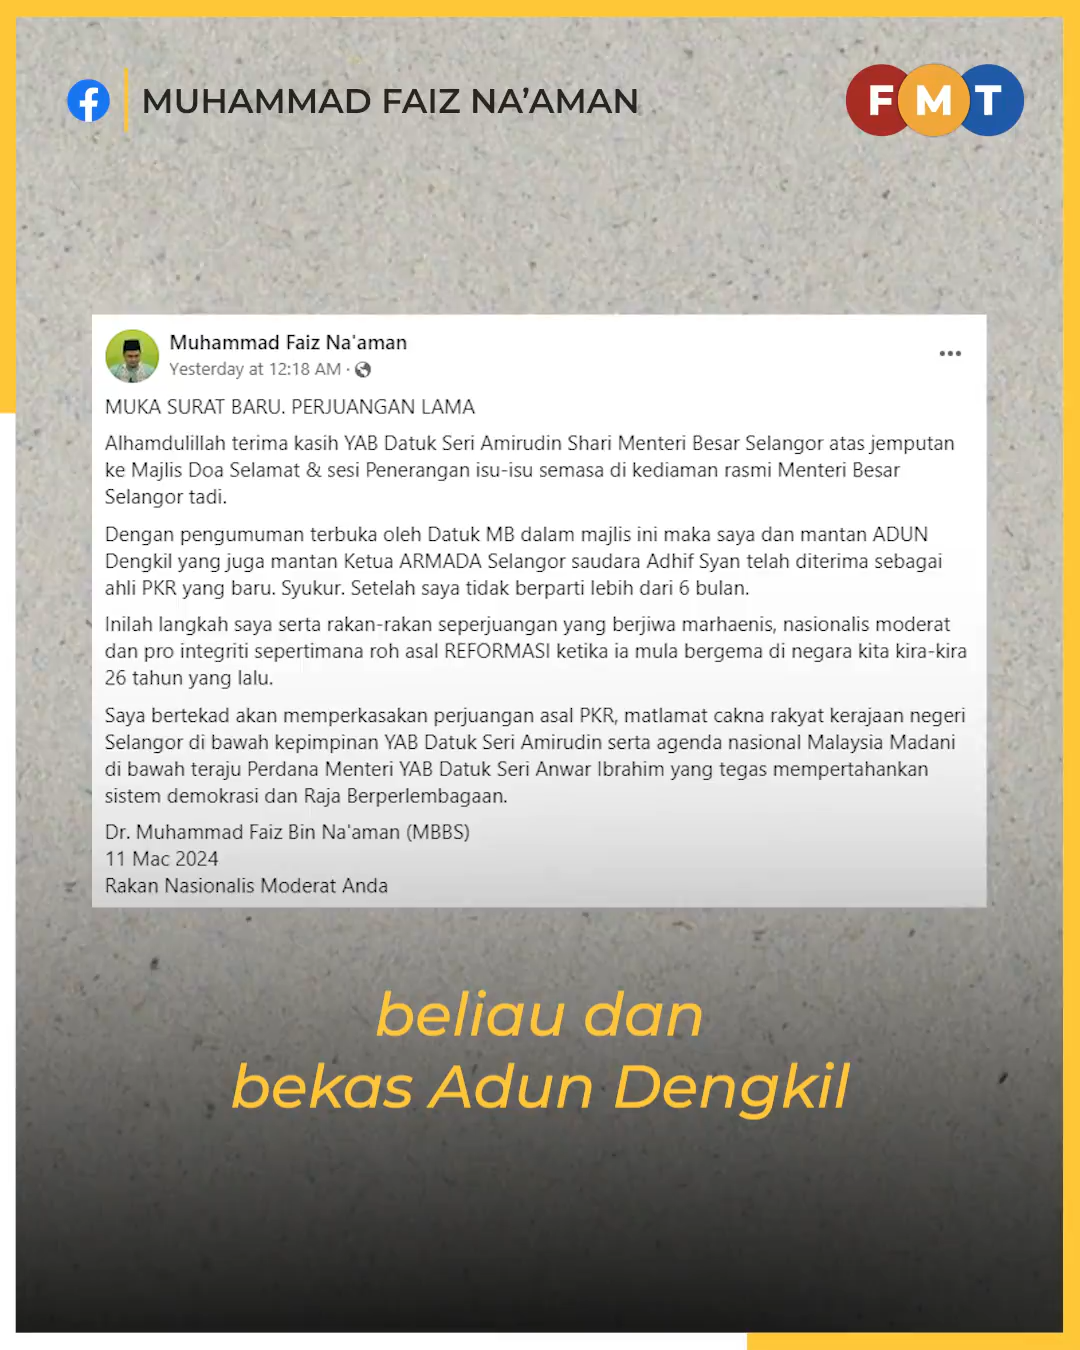 MUHAMMAD FAIZ NA’AMAN
FMT
Muhammad Faiz Na'aman
Yesterday at 12:18 AM ·
MUKA SURAT BARU. PERJUANGAN LAMA
Alhamdulillah terima kasih YAB Datuk Seri Amirudin Shari Menteri Besar Selangor atas jemputan
ke Majlis Doa Selamat & sesi Penerangan isu-isu semasa di kediaman rasmi Menteri Besar
Selangor tadi.
Dengan pengumuman terbuka oleh Datuk MB dalam majlis ini maka saya dan mantan ADUN
Dengkil yang juga mantan Ketua ARMADA Selangor saudara Adhif Syan telah diterima sebagai
ahli PKR yang baru. Syukur. Setelah saya tidak berparti lebih dari 6 bulan.
Inilah langkah saya serta rakan-rakan seperjuangan yang berjiwa marhaenis, nasionalis moderat
dan pro integriti sepertimana roh asal REFORMASI ketika ia mula bergema di negara kita kira-kira
26 tahun yang lalu.
Saya bertekad akan memperkasakan perjuangan asal PKR, matlamat cakna rakyat kerajaan negeri
Selangor di bawah kepimpinan YAB Datuk Seri Amirudin serta agenda nasional Malaysia Madani
di bawah teraju Perdana Menteri YAB Datuk Seri Anwar Ibrahim yang tegas mempertahankan
sistem demokrasi dan Raja Berperlembagaan.
Dr. Muhammad Faiz Bin Na'aman (MBBS)
11 Mac 2024
Rakan Nasionalis Moderat Anda
beliau dan
bekas Adun Dengkil